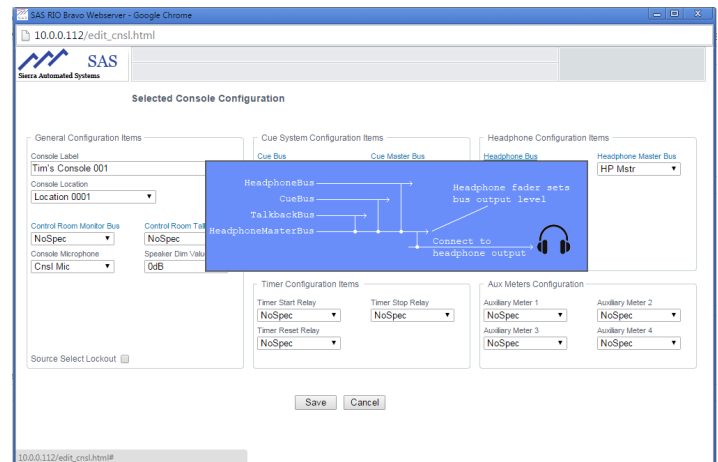 SAS RIO Bravo Webserver - Google Chrome
10.0.0.112/edit_cnsl.html
SAS
Sierra Automated Systems
Selected Console Configuration
General Configuration Items
Console Label
Tim's Console 001
Console Location
Location 0001
Control Room Monitor Bus
Control Room Tal
NoSpec
NoSpec
Console Microphone
Speaker Dim Valu
Cnsl Mic
0dB
Source Select Lockout
Cue System Configuration Items
Cue Bus
Cue Master Bus
Headphone Configuration Items
Headphone Bus
Headphone Master Bus
HP Mstr
HeadphoneBus
CueBus
TalkbackBus
HeadphoneMasterBus
Headphone fader sets
bus output level
Connect to
headphone output
Timer Configuration Items
Timer Start Relay
Timer Stop Relay
NoSpec
NoSpec
Timer Reset Relay
NoSpec
Aux Meters Configuration
Auxiliary Meter 1
Auxiliary Meter 2
NoSpec
NoSpec
Auxiliary Meter 3
Auxiliary Meter 4
NoSpec
NoSpec
Save
Cancel
10.0.0.112/edit_cnsl.html#